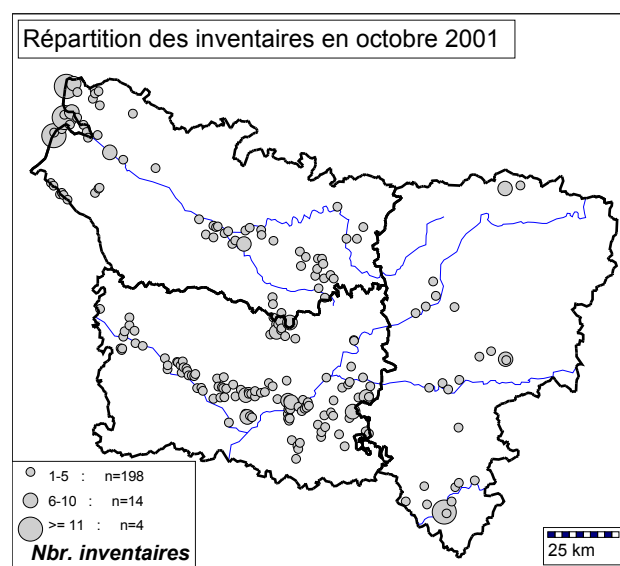 Répartition des inventaires en octobre 2001
1-5 : n=198
6-10 : n=14
>= 11 : n=4
Nbr. inventaires
25 km